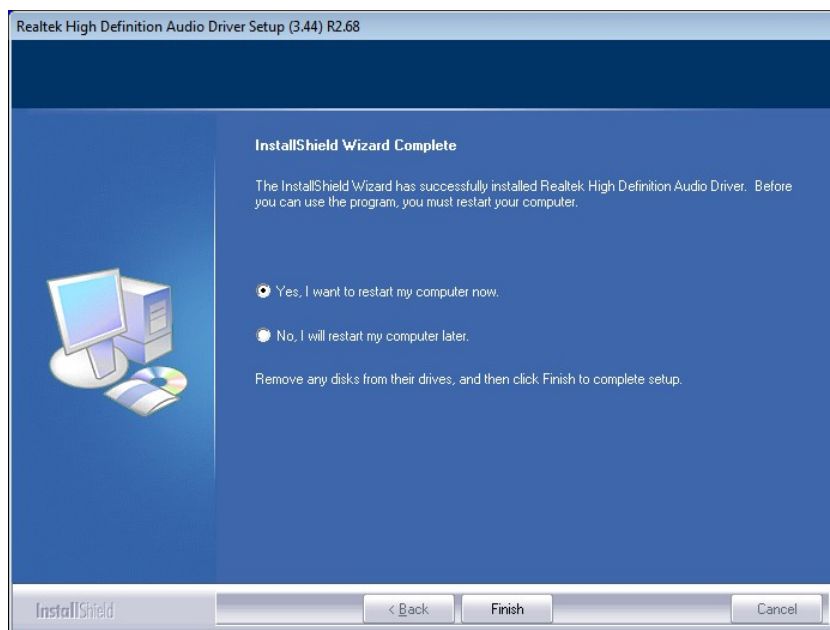 Realtek High Definition Audio Driver Setup (3.44) R2.68
InstallShield Wizard Complete
The InstallShield Wizard has successfully installed Realtek High Definition Audio Driver. Before
you can use the program, you must restart your computer.
Yes, I want to restart my computer now.
No, I will restart my computer later.
Remove any disks from their drives, and then click Finish to complete setup.
InstallShield
< Back
Finish
Cancel